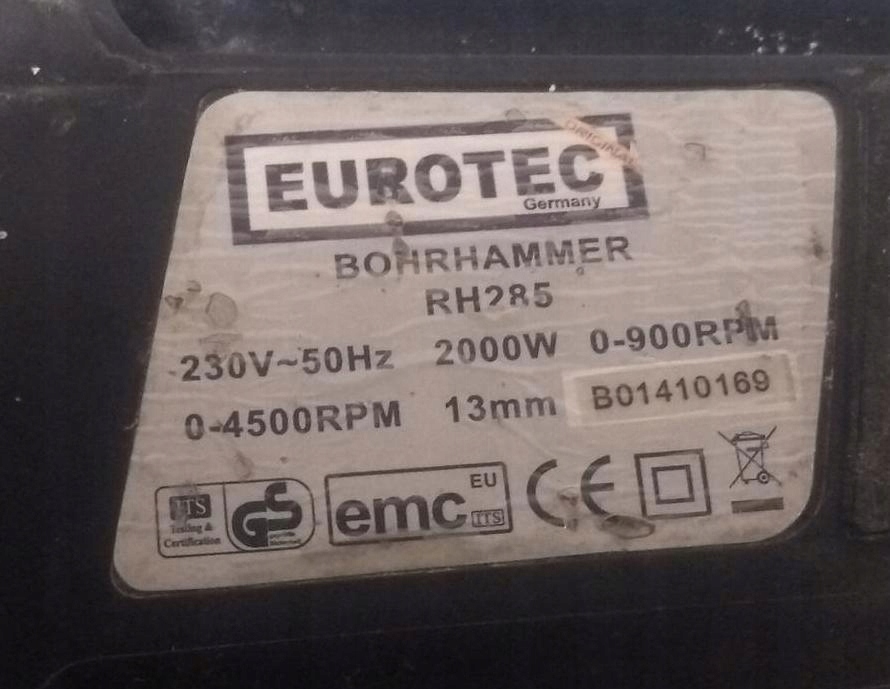 EUROTEC
Germany
ORIGINAL
BOHRHAMMER
RH285
230V~50Hz 2000W 0-900RPM
0-4500RPM 13mm B01410169
ITS
Testing &
Certification
GS
emc EU
ITS
CE